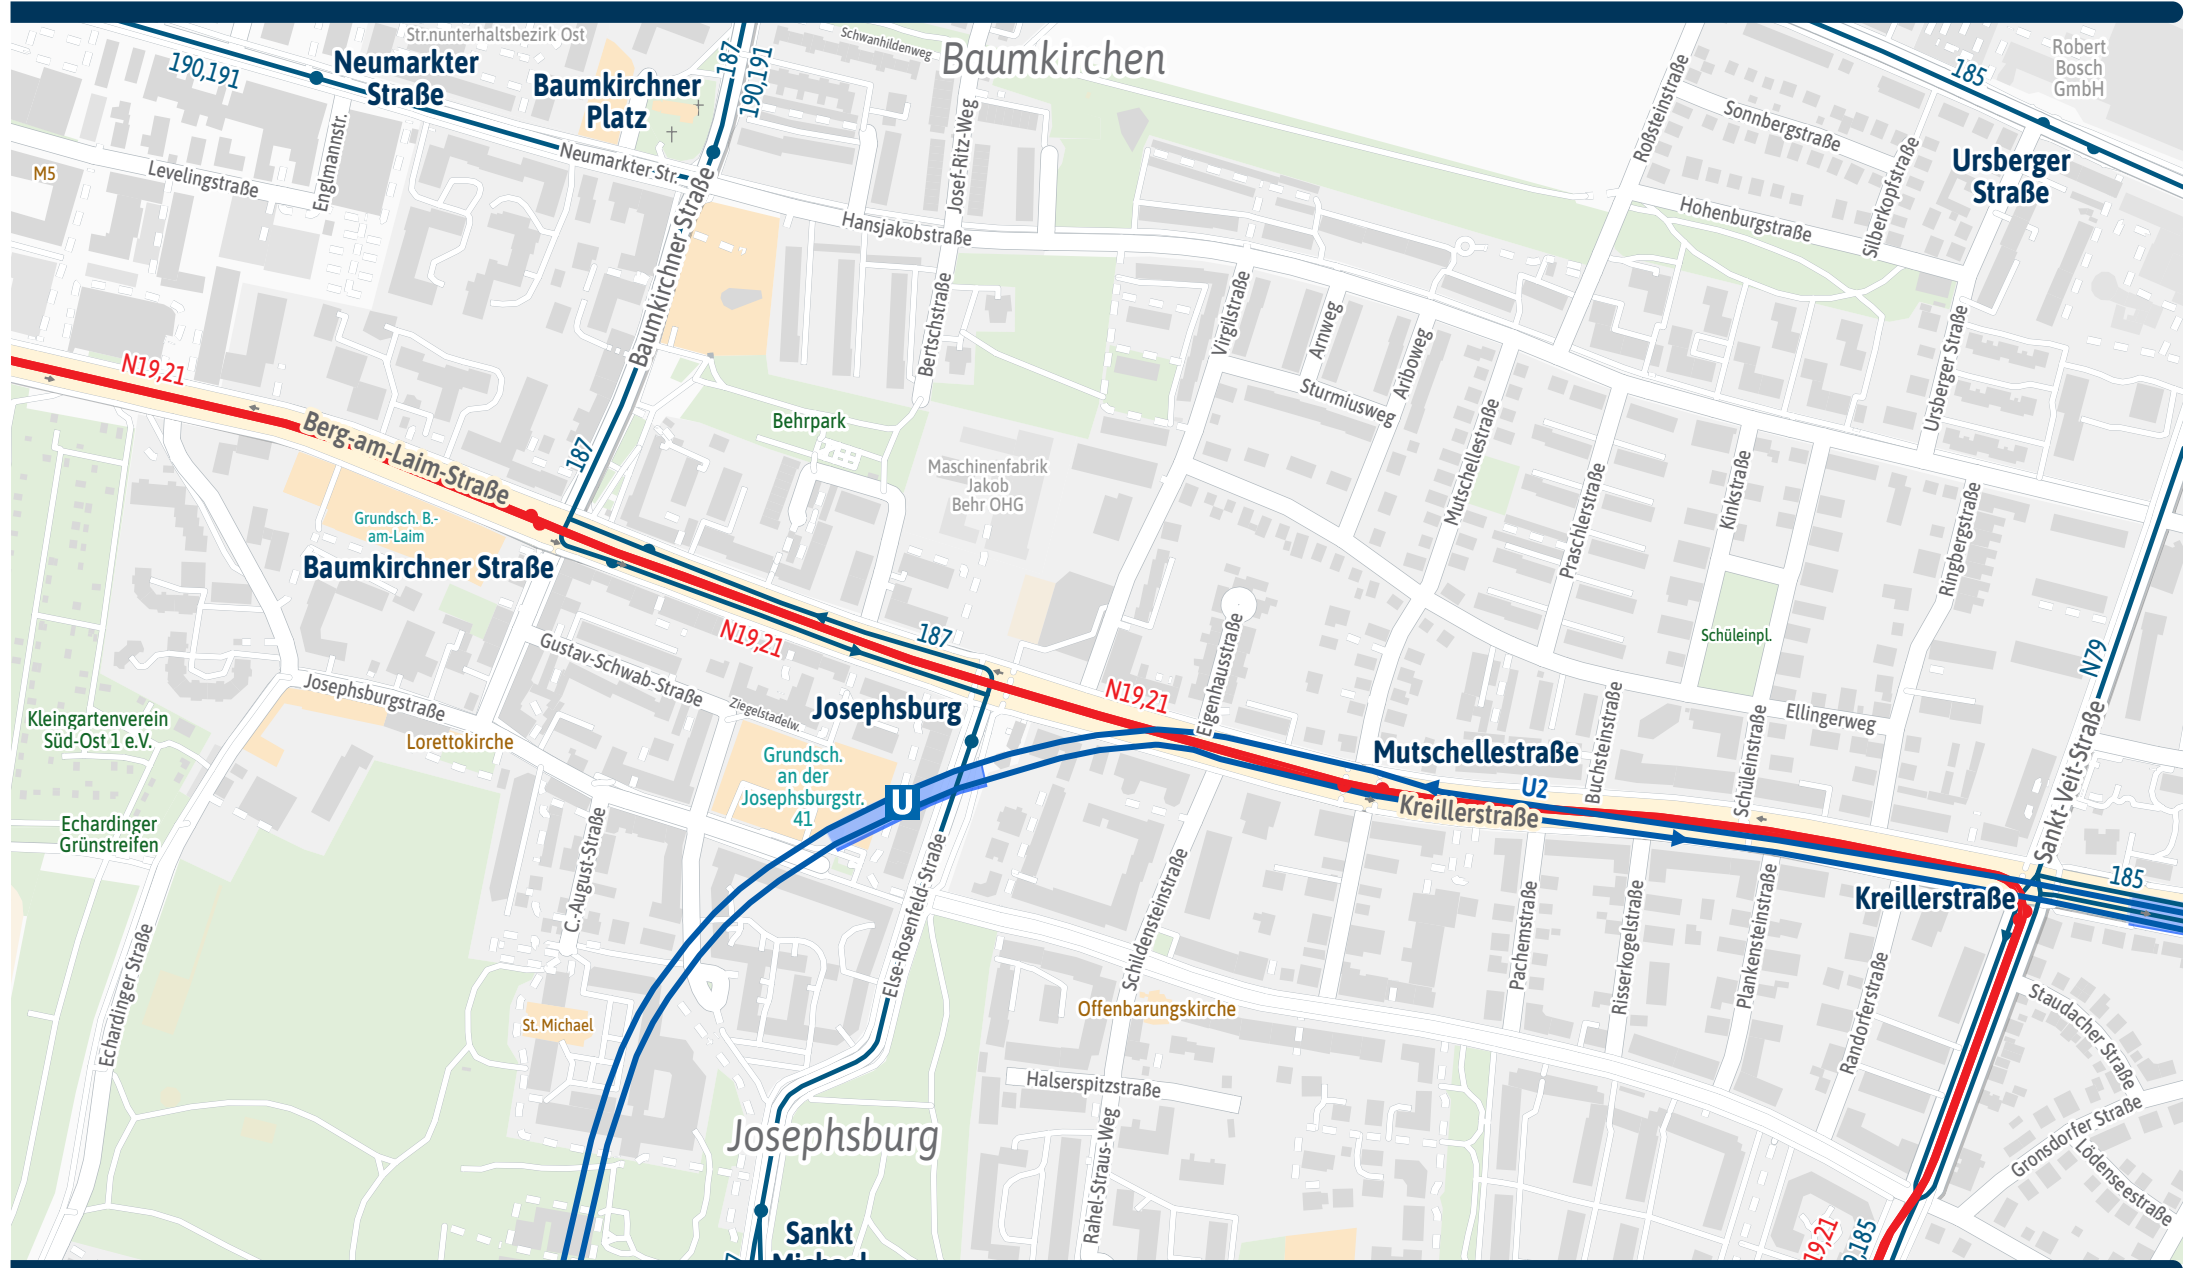 Str.nunterhaltsbezirk Ost
Schwanhildenweg
Baumkirchen
Robert
Bosch
GmbH
190,191
Neumarkter
Straße
Baumkirchner
Platz
187
190,191
185
Roßsteinstraße
Sonnbergstraße
Silberkopfstraße
Ursberger
Straße
M5
Levelingstraße
Englmannstr.
Neumarkter-Str.
Josef-Ritz-Weg
Hansjakobstraße
Hohenburgstraße
Baumkirchner Straße
Bertschstraße
Virgilstraße
Arnweg
Ariboweg
Sturmiusweg
Mutschellestraße
Praschlerstraße
Kinkstraße
Ursberger Straße
Ringbergstraße
N19,21
Berg-am-Laim-Straße
187
Behrpark
Maschinenfabrik
Jakob
Behr OHG
Grundsch. B.-
am-Laim
Baumkirchner Straße
N19,21
187
Gustav-Schwab-Straße
Ziegelstadelw.
Josephsburg
N19,21
Eigenhausstraße
Schüleinpl.
N79
Josephsburgstraße
Kleingartenverein
Süd-Ost 1 e.V.
Lorettokirche
Grundsch.
an der
Josephsburgstr.
41
U
Mutschellestraße
U2
Kreillerstraße
Buchsteinstraße
Schüleinstraße
Ellingerweg
Sankt-Veit-Straße
Echardinger
Grünstreifen
C.-August-Straße
Else-Rosenfeld-Straße
Schildensteinstraße
Pachemstraße
Risserkogelstraße
Plankensteinstraße
Randorferstraße
Kreillerstraße
185
Echardinger Straße
St. Michael
Offenbarungskirche
Staudacher Straße
Halserspitzstraße
Gronsdorfer Straße
Lödenseestraße
Josephsburg
Rahel-Straus-Weg
Sankt
Michael
19,21
,185